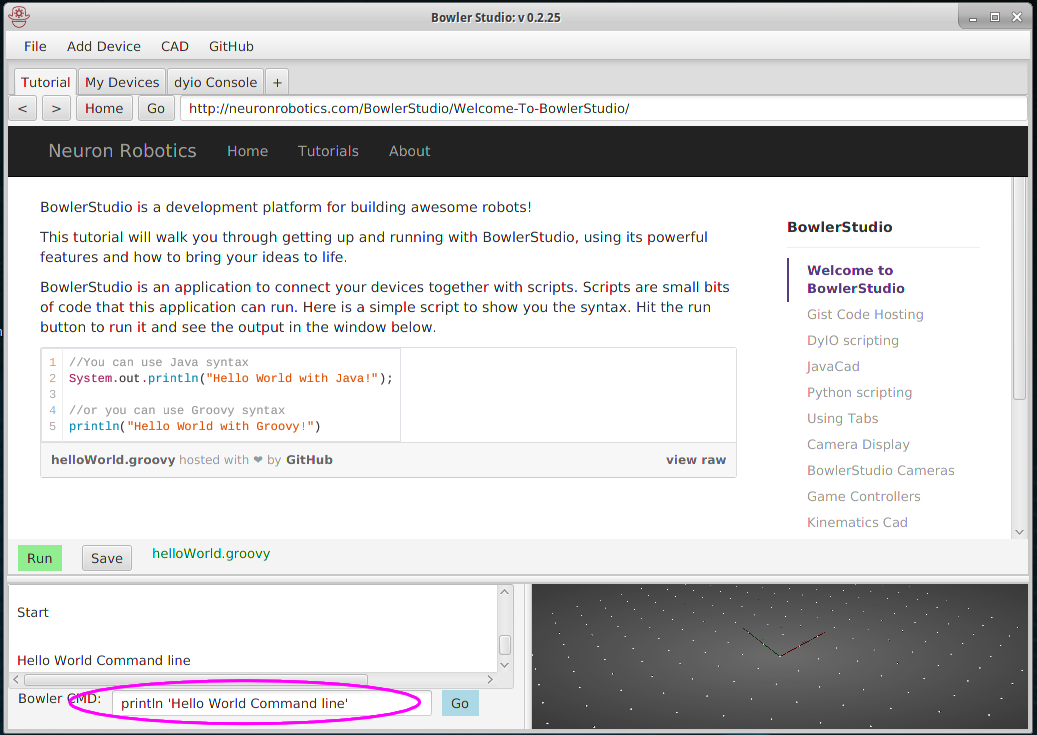 Bowler Studio: v 0.2.25
File Add Device CAD GitHub
Tutorial My Devices dyio Console +
< > Home Go http://neuronrobotics.com/BowlerStudio/Welcome-To-BowlerStudio/
Neuron Robotics Home Tutorials About
BowlerStudio is a development platform for building awesome robots!
This tutorial will walk you through getting up and running with BowlerStudio, using its powerful
features and how to bring your ideas to life.
BowlerStudio is an application to connect your devices together with scripts. Scripts are small bits
of code that this application can run. Here is a simple script to show you the syntax. Hit the run
button to run it and see the output in the window below.
1 //You can use Java syntax
2 System.out.println("Hello World with Java!");
3
4 //or you can use Groovy syntax
5 println("Hello World with Groovy!")
helloWorld.groovy hosted with ❤ by GitHub view raw
BowlerStudio
Welcome to
BowlerStudio
Gist Code Hosting
DyIO scripting
JavaCad
Python scripting
Using Tabs
Camera Display
BowlerStudio Cameras
Game Controllers
Kinematics Cad
Run Save helloWorld.groovy
Start
Hello World Command line
Bowler CMD: println 'Hello World Command line' Go